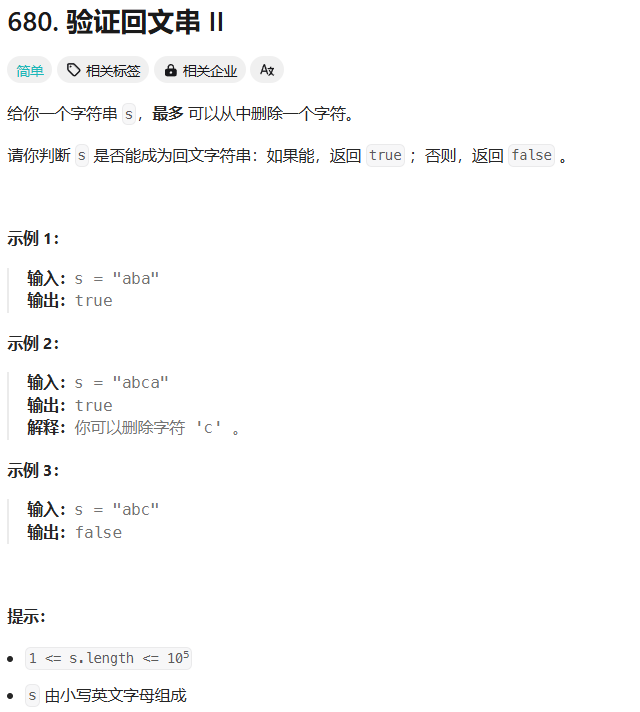 680. 验证回文串 II
简单 相关标签 相关企业 Ax
给你一个字符串 s，最多 可以从中删除一个字符。
请你判断 s 是否能成为回文字符串：如果能，返回 true ；否则，返回 false 。
示例 1：
输入：s = "aba"
输出：true
示例 2：
输入：s = "abca"
输出：true
解释：你可以删除字符 'c' 。
示例 3：
输入：s = "abc"
输出：false
提示：
• 1 <= s.length <= 10⁵
• s 由小写英文字母组成